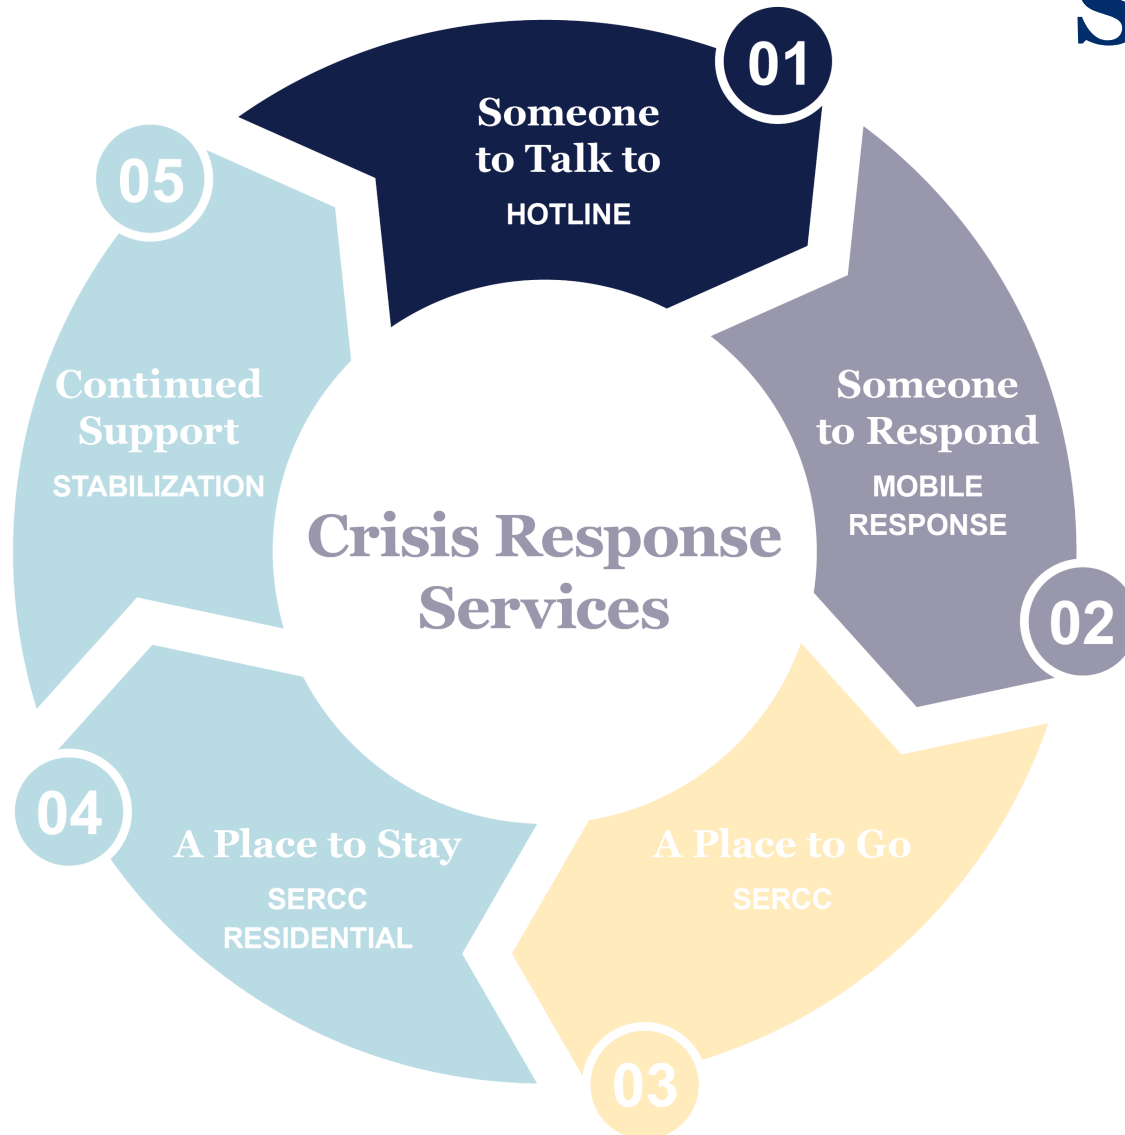 01
Someone
to Talk to
HOTLINE
02
Someone
to Respond
MOBILE
RESPONSE
03
A Place to Go
SERCC
04
A Place to Stay
SERCC
RESIDENTIAL
05
Continued
Support
STABILIZATION
Crisis Response
Services